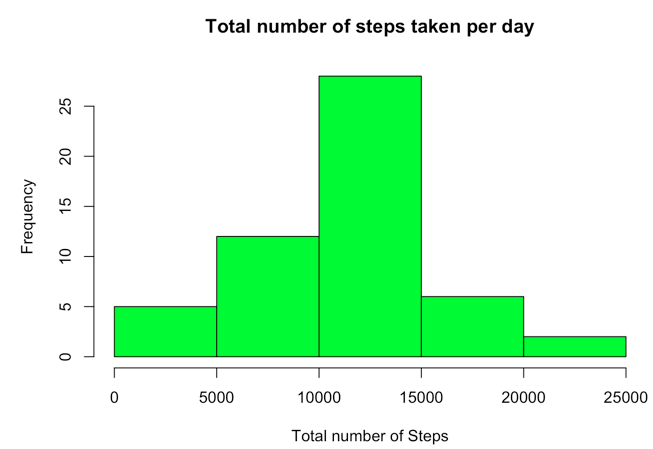 Total number of steps taken per day
Frequency
25
20
15
10
5
0
0 5000 10000 15000 20000 25000
Total number of Steps